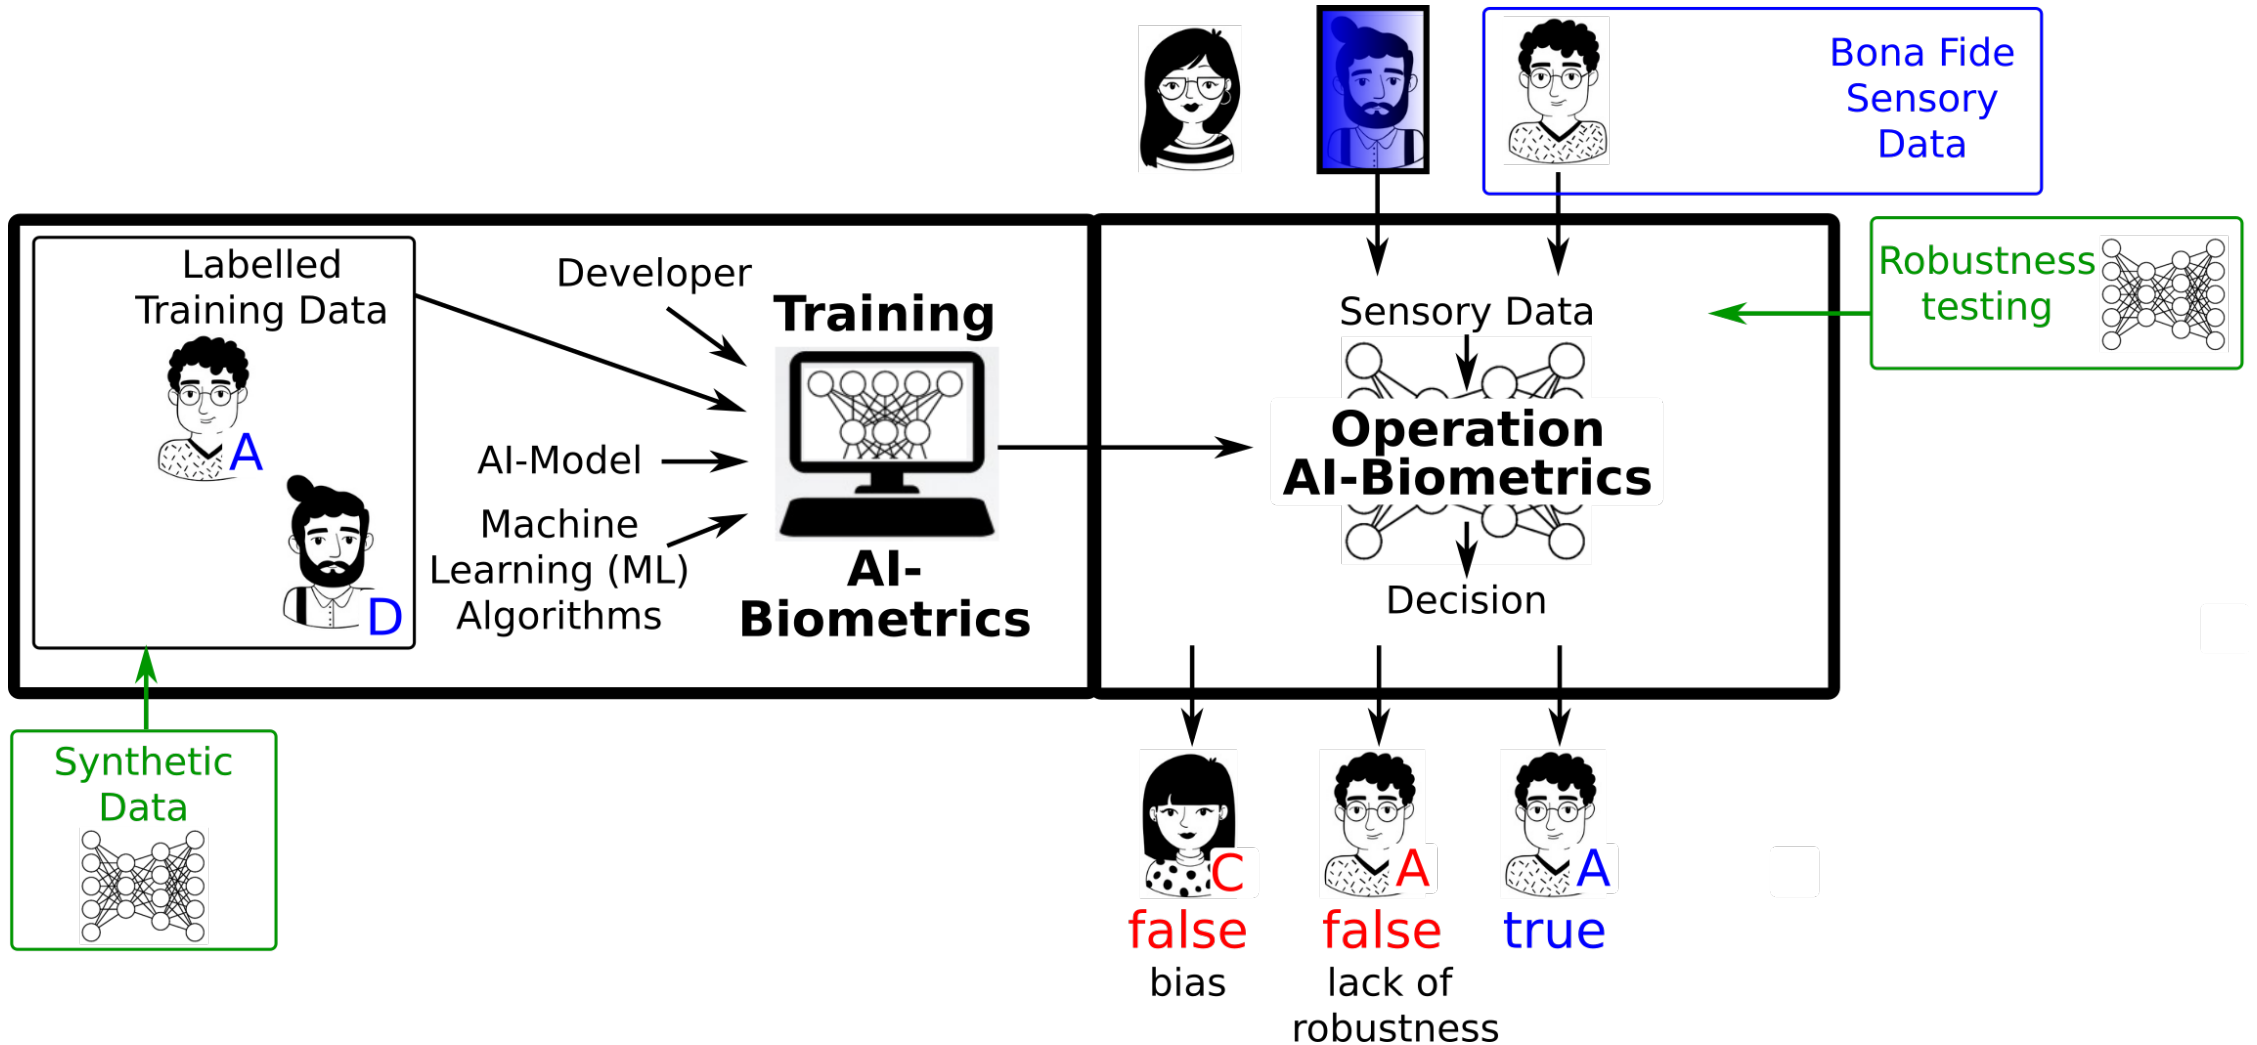 Bona Fide
Sensory
Data
Labelled
Training Data
A
D
Developer
Training
AI-Model
Machine
Learning (ML)
Algorithms
AI-
Biometrics
Sensory Data
Operation
AI-Biometrics
Decision
Robustness
testing
Synthetic
Data
C
false
bias
A
false
lack of
robustness
A
true